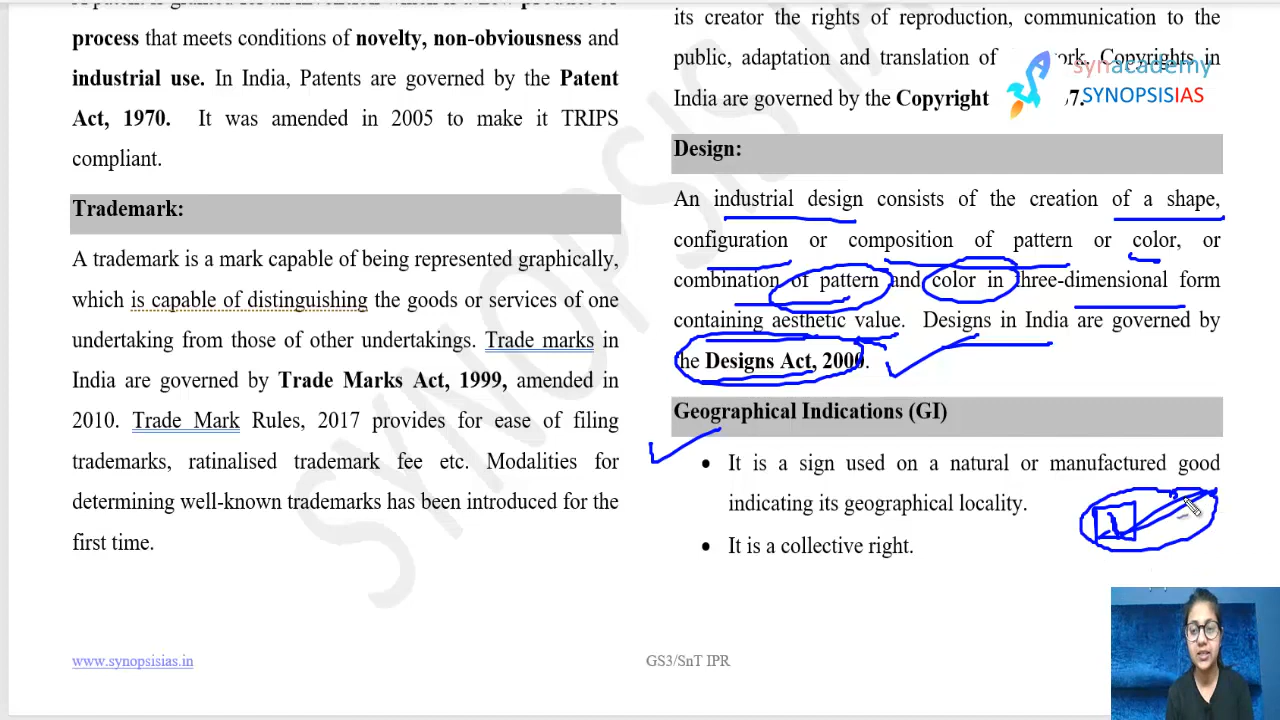 process that meets conditions of novelty, non-obviousness and
industrial use. In India, Patents are governed by the Patent
Act, 1970. It was amended in 2005 to make it TRIPS
compliant.
Trademark:
A trademark is a mark capable of being represented graphically,
which is capable of distinguishing the goods or services of one
undertaking from those of other undertakings. Trade marks in
India are governed by Trade Marks Act, 1999, amended in
2010. Trade Mark Rules, 2017 provides for ease of filing
trademarks, ratinalised trademark fee etc. Modalities for
determining well-known trademarks has been introduced for the
first time.
its creator the rights of reproduction, communication to the
public, adaptation and translation of work. Copyrights in
India are governed by the Copyright
synacademy
SYNOPSISIAS
Design:
An industrial design consists of the creation of a shape,
configuration or composition of pattern or color, or
combination of pattern and color in three-dimensional form
containing aesthetic value. Designs in India are governed by
the Designs Act, 2000.
Geographical Indications (GI)
• It is a sign used on a natural or manufactured good
indicating its geographical locality.
• It is a collective right.
SYNOPSIS IA
www.synopsisias.in
GS3/SnT IPR